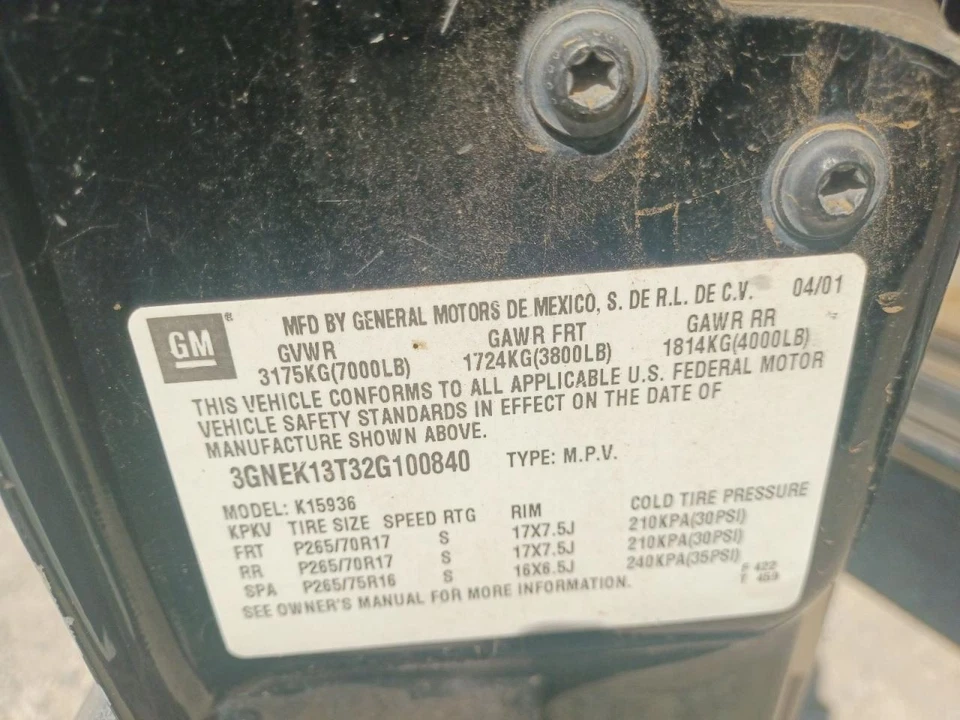 GM®
MFD BY GENERAL MOTORS DE MEXICO, S. DE R.L. DE C.V. 04/01
GVWR GAWR FRT GAWR RR
3175KG(7000LB) 1724KG(3800LB) 1814KG(4000LB)
THIS VEHICLE CONFORMS TO ALL APPLICABLE U.S. FEDERAL MOTOR
VEHICLE SAFETY STANDARDS IN EFFECT ON THE DATE OF
MANUFACTURE SHOWN ABOVE.
3GNEK13T32G100840 TYPE: M.P.V.
MODEL: K15936
KPKV TIRE SIZE SPEED RTG RIM COLD TIRE PRESSURE
FRT P265/70R17 S 17X7.5J 210KPA(30PSI)
RR P265/70R17 S 17X7.5J 210KPA(30PSI)
SPA P265/75R16 S 16X6.5J 240KPA(35PSI)
SEE OWNER'S MANUAL FOR MORE INFORMATION.
F 422
T 459